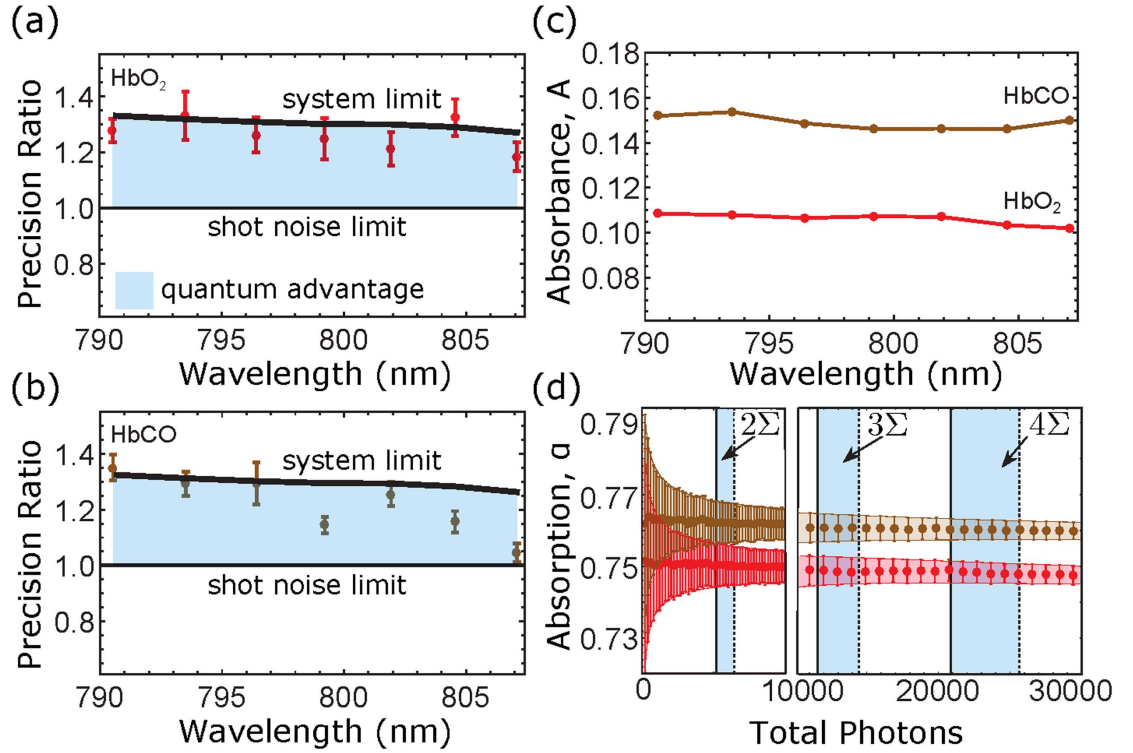 (a)
HbO2
system limit
shot noise limit
quantum advantage
1.4
1.2
1.0
0.8
Precision Ratio
790 795 800 805
Wavelength (nm)
(b)
HbCO
system limit
shot noise limit
1.4
1.2
1.0
0.8
Precision Ratio
790 795 800 805
Wavelength (nm)
(c)
0.18
0.16
0.14
0.12
0.10
0.08
Absorbance, A
HbCO
HbO2
790 795 800 805
Wavelength (nm)
(d)
0.79
0.77
0.75
0.73
Absorption, a
2Σ 3Σ 4Σ
0 10000 20000 30000
Total Photons